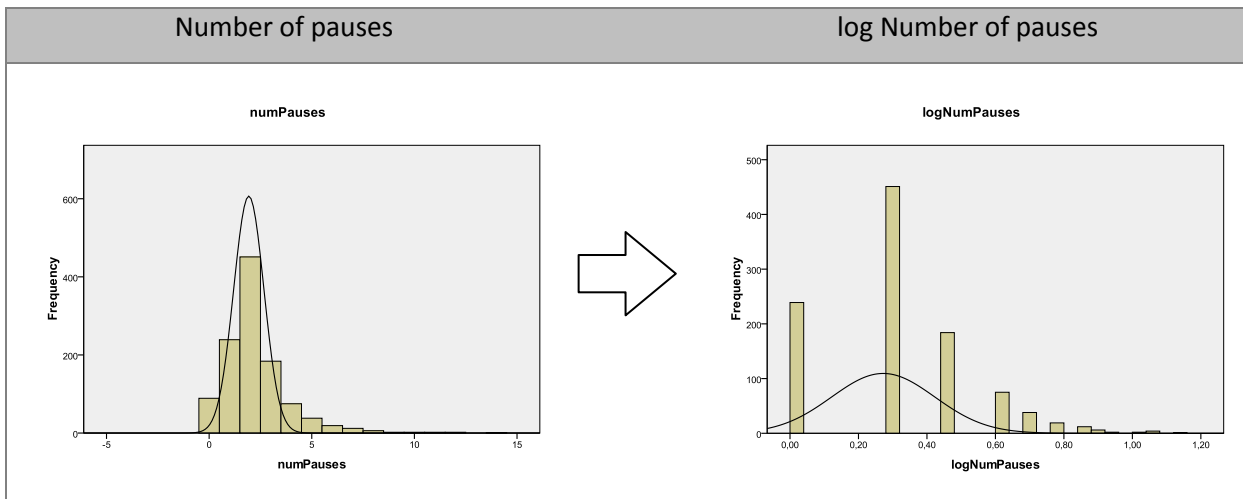 Number of pauses
log Number of pauses
numPauses
Frequency
600
400
200
0
-5
0
5
10
15
numPauses
logNumPauses
Frequency
500
400
300
200
100
0
0,00
0,20
0,40
0,60
0,80
1,00
1,20
logNumPauses